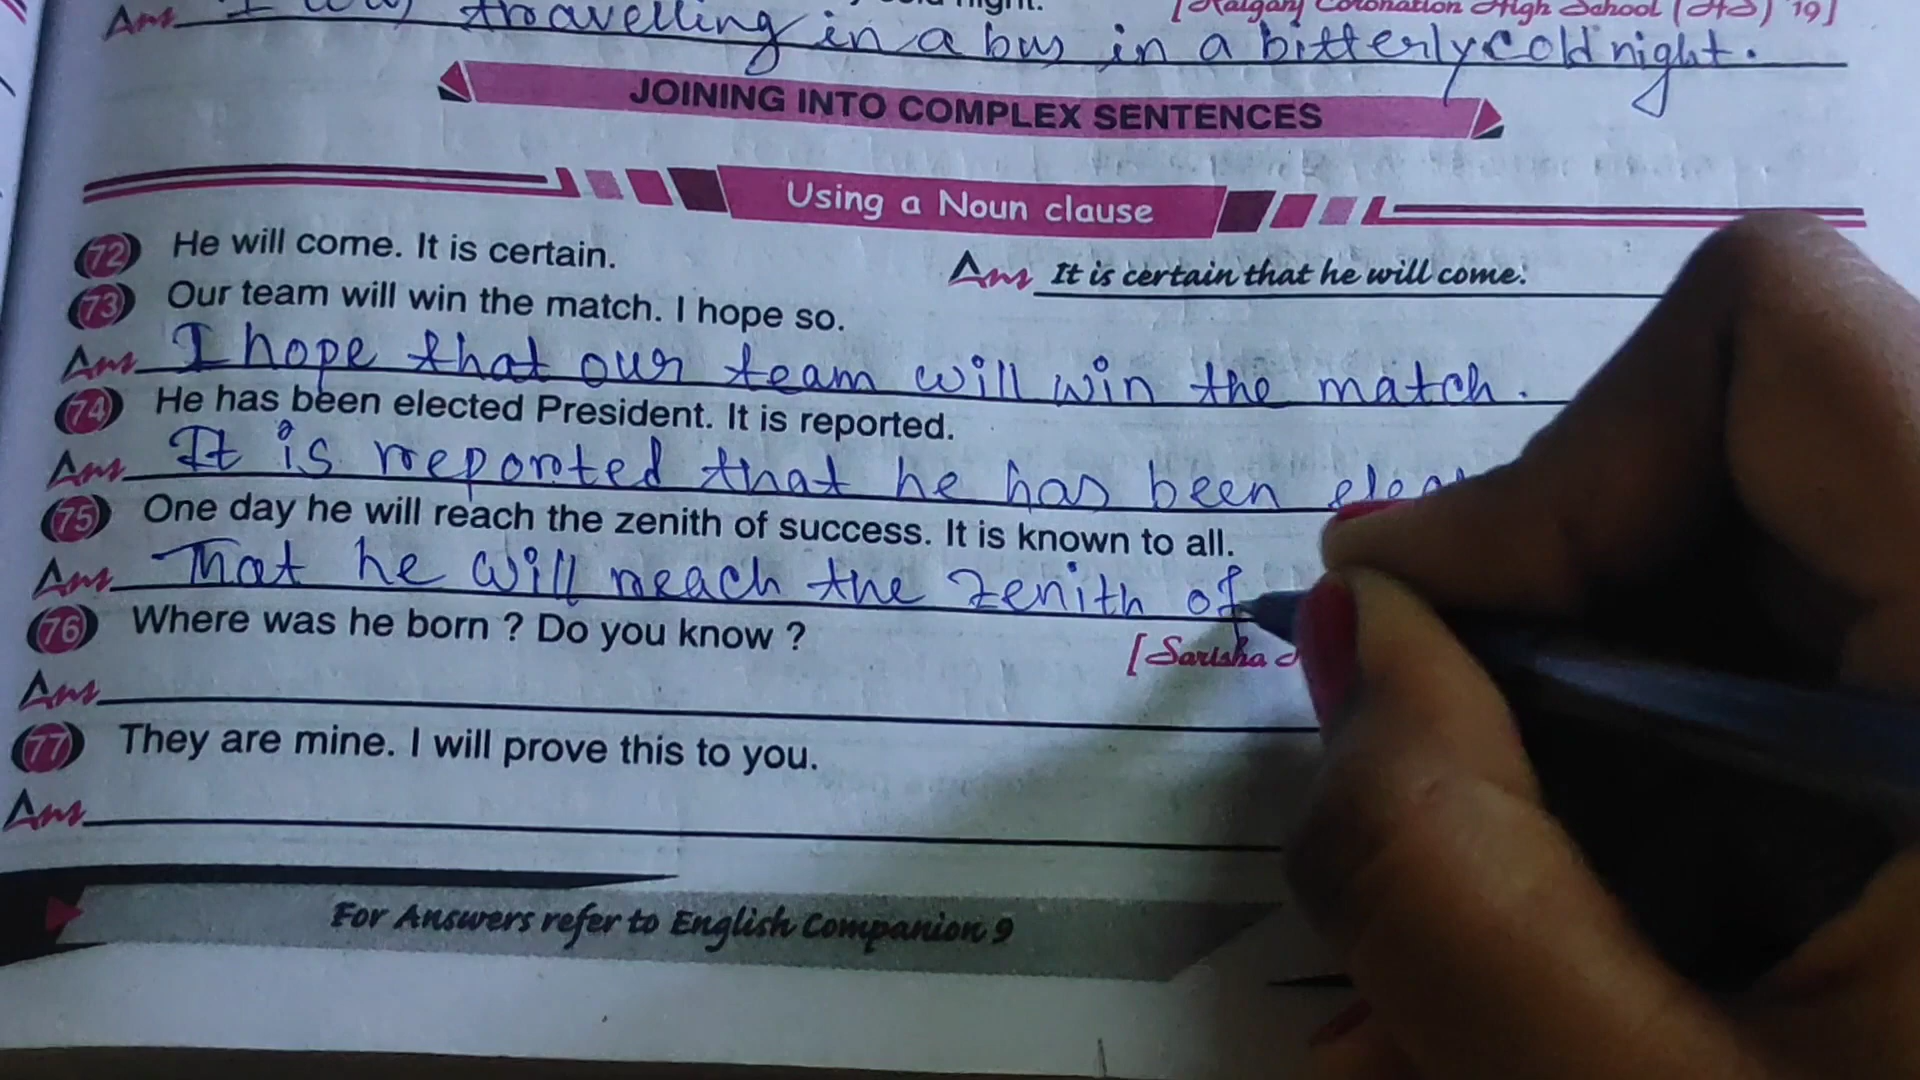 night.
[Raiganj Coronation High School (HS) '19]
Ans I travelling in a bus in a bitterly cold night.
JOINING INTO COMPLEX SENTENCES
Using a Noun clause
72 He will come. It is certain.
Ans It is certain that he will come.
73 Our team will win the match. I hope so.
Ans I hope that our team will win the match.
74 He has been elected President. It is reported.
Ans It is reported that he has been
75 One day he will reach the zenith of success. It is known to all.
Ans That he will reach the zenith of
76 Where was he born ? Do you know ?
[Sarisha
Ans
77 They are mine. I will prove this to you.
Ans
For Answers refer to English Companion 9